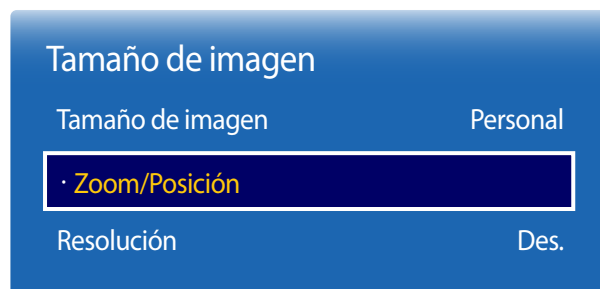 Tamaño de imagen
Tamaño de imagen Personal
· Zoom/Posición
Resolución Des.